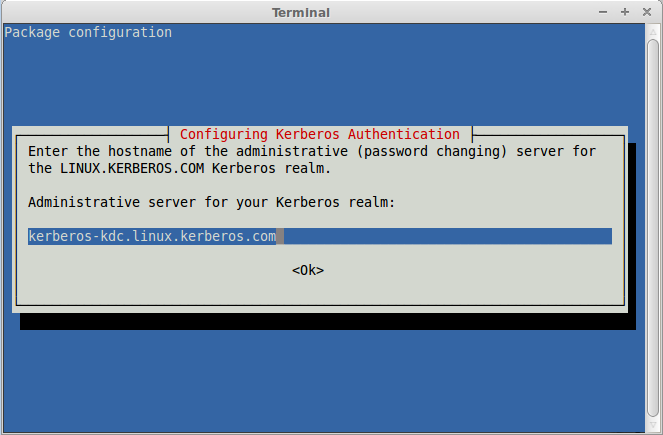 Terminal
Package configuration
Configuring Kerberos Authentication
Enter the hostname of the administrative (password changing) server for
the LINUX.KERBEROS.COM Kerberos realm.
Administrative server for your Kerberos realm:
kerberos-kdc.linux.kerberos.com
<Ok>